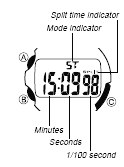 Split time indicator
Mode indicator
A
ST
SPL
15:0998
B
C
Minutes
Seconds
1/100 second